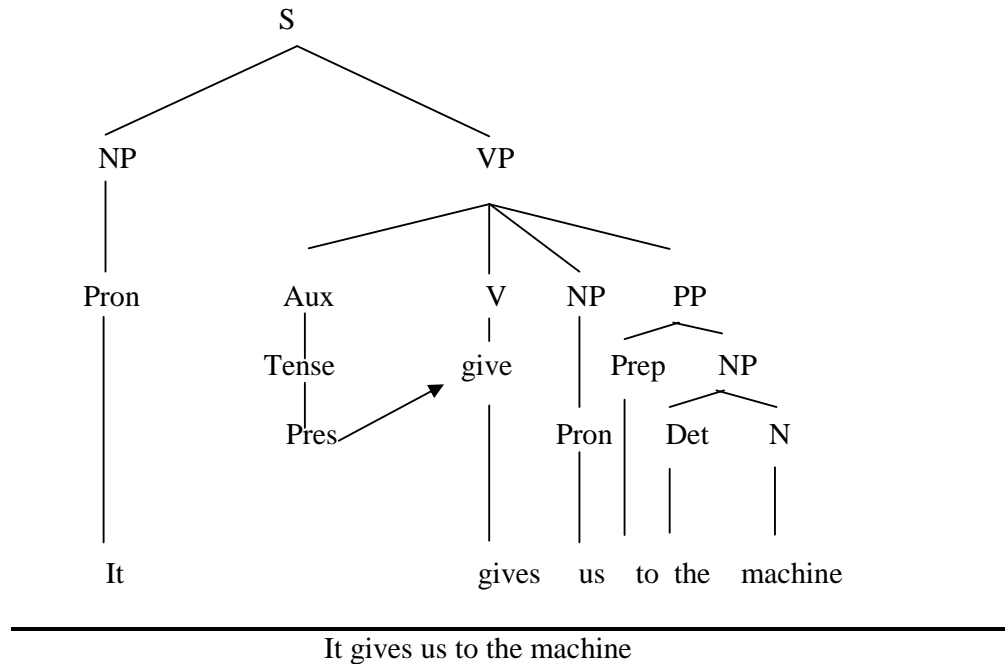 S
NP VP
Pron Aux V NP PP
Tense give Prep NP
Pres Pron Det N
It gives us to the machine
It gives us to the machine